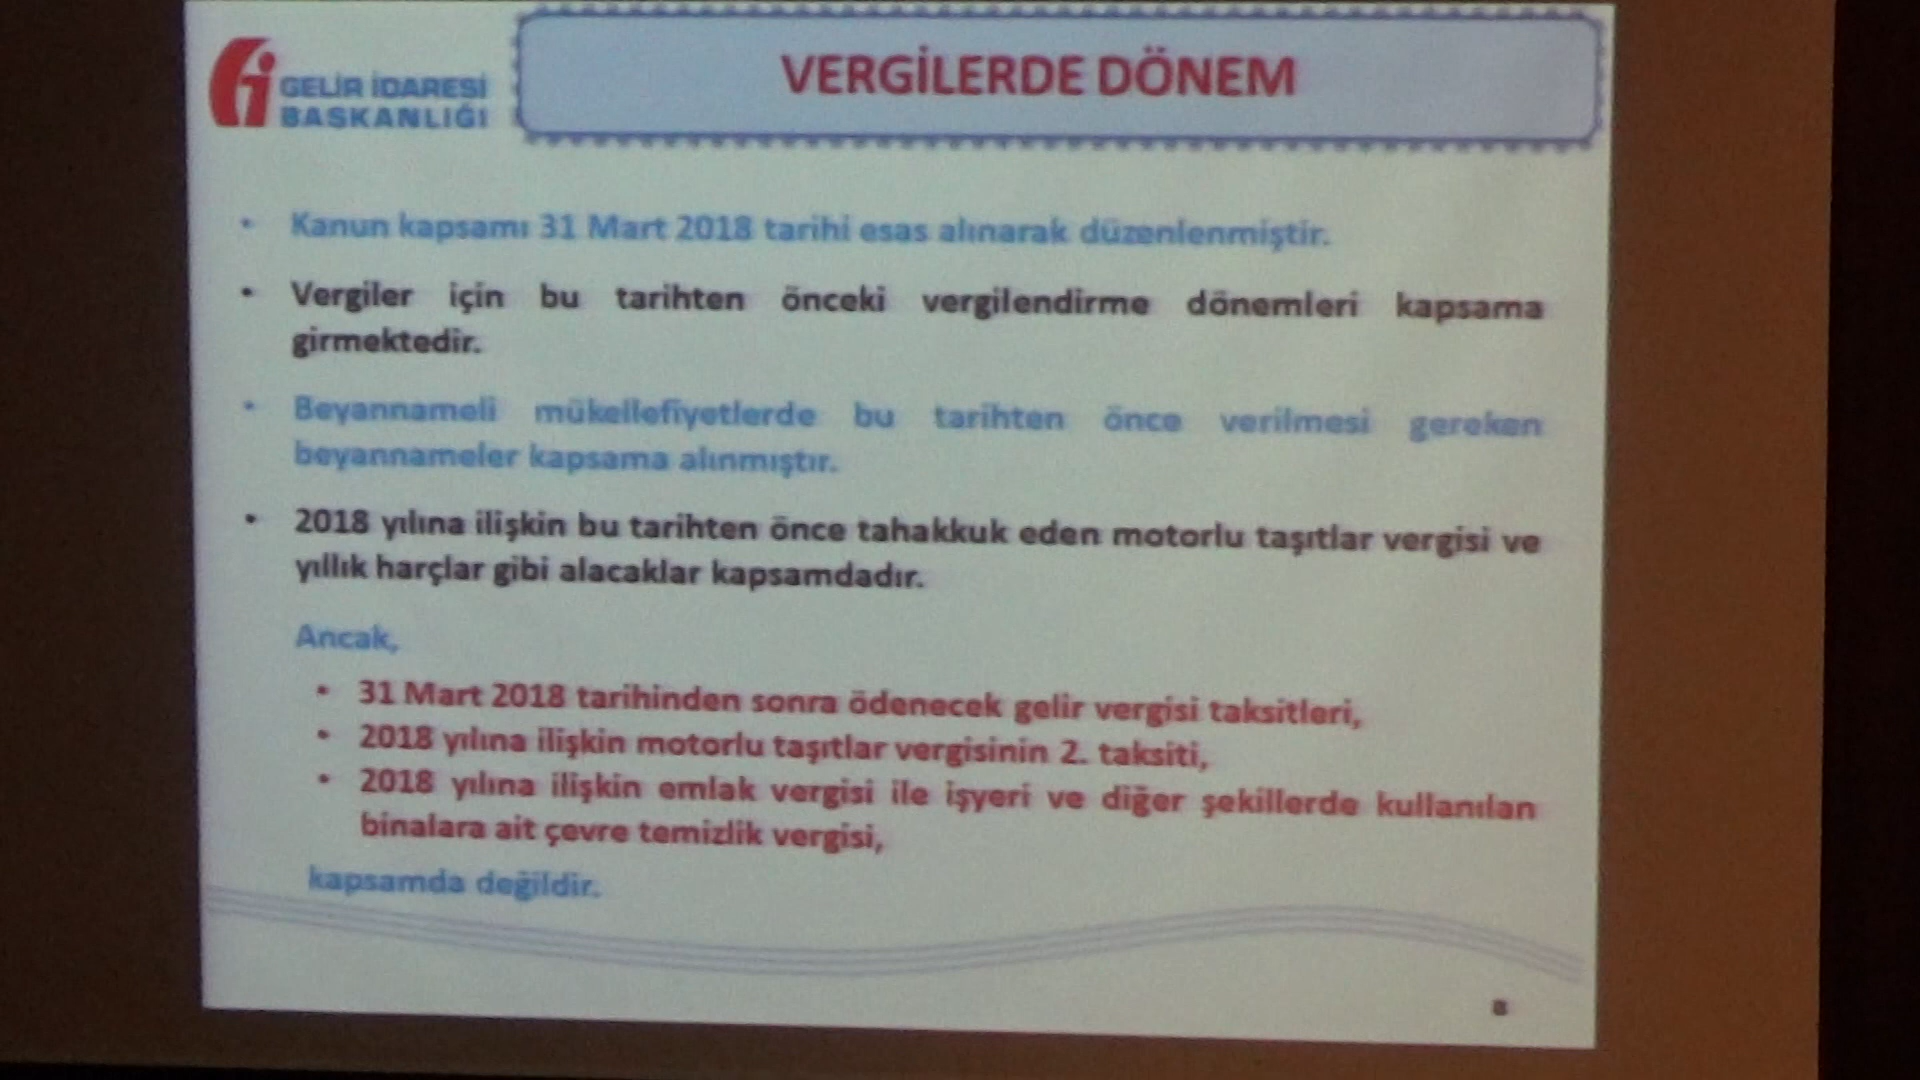 GELİR İDARESİ
BAŞKANLIĞI
VERGİLERDE DÖNEM
• Kanun kapsamı 31 Mart 2018 tarihi esas alınarak düzenlenmiştir.
• Vergiler için bu tarihten önceki vergilendirme dönemleri kapsama
girmektedir.
• Beyannameli mükellefiyetlerde bu tarihten önce verilmesi gereken
beyannameler kapsama alınmıştır.
• 2018 yılına ilişkin bu tarihten önce tahakkuk eden motorlu taşıtlar vergisi ve
yıllık harçlar gibi alacaklar kapsamdadır.
Ancak,
• 31 Mart 2018 tarihinden sonra ödenecek gelir vergisi taksitleri,
• 2018 yılına ilişkin motorlu taşıtlar vergisinin 2. taksiti,
• 2018 yılına ilişkin emlak vergisi ile işyeri ve diğer şekillerde kullanılan
binalara ait çevre temizlik vergisi,
kapsamda değildir.